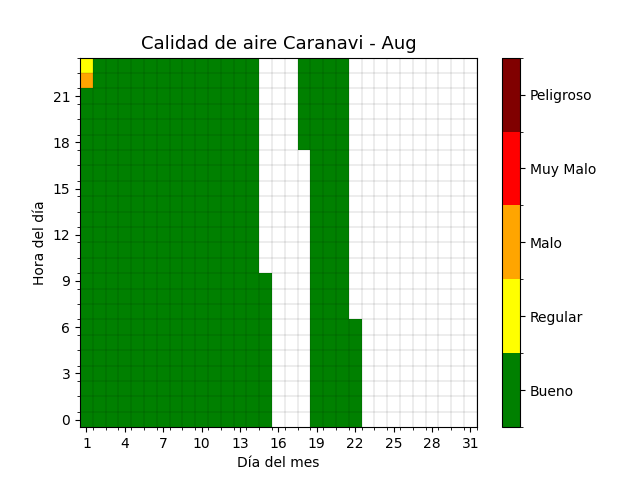 Calidad de aire Caranavi - Aug
Hora del día
21
18
15
12
9
6
3
0
1 4 7 10 13 16 19 22 25 28 31
Día del mes
Peligroso
Muy Malo
Malo
Regular
Bueno